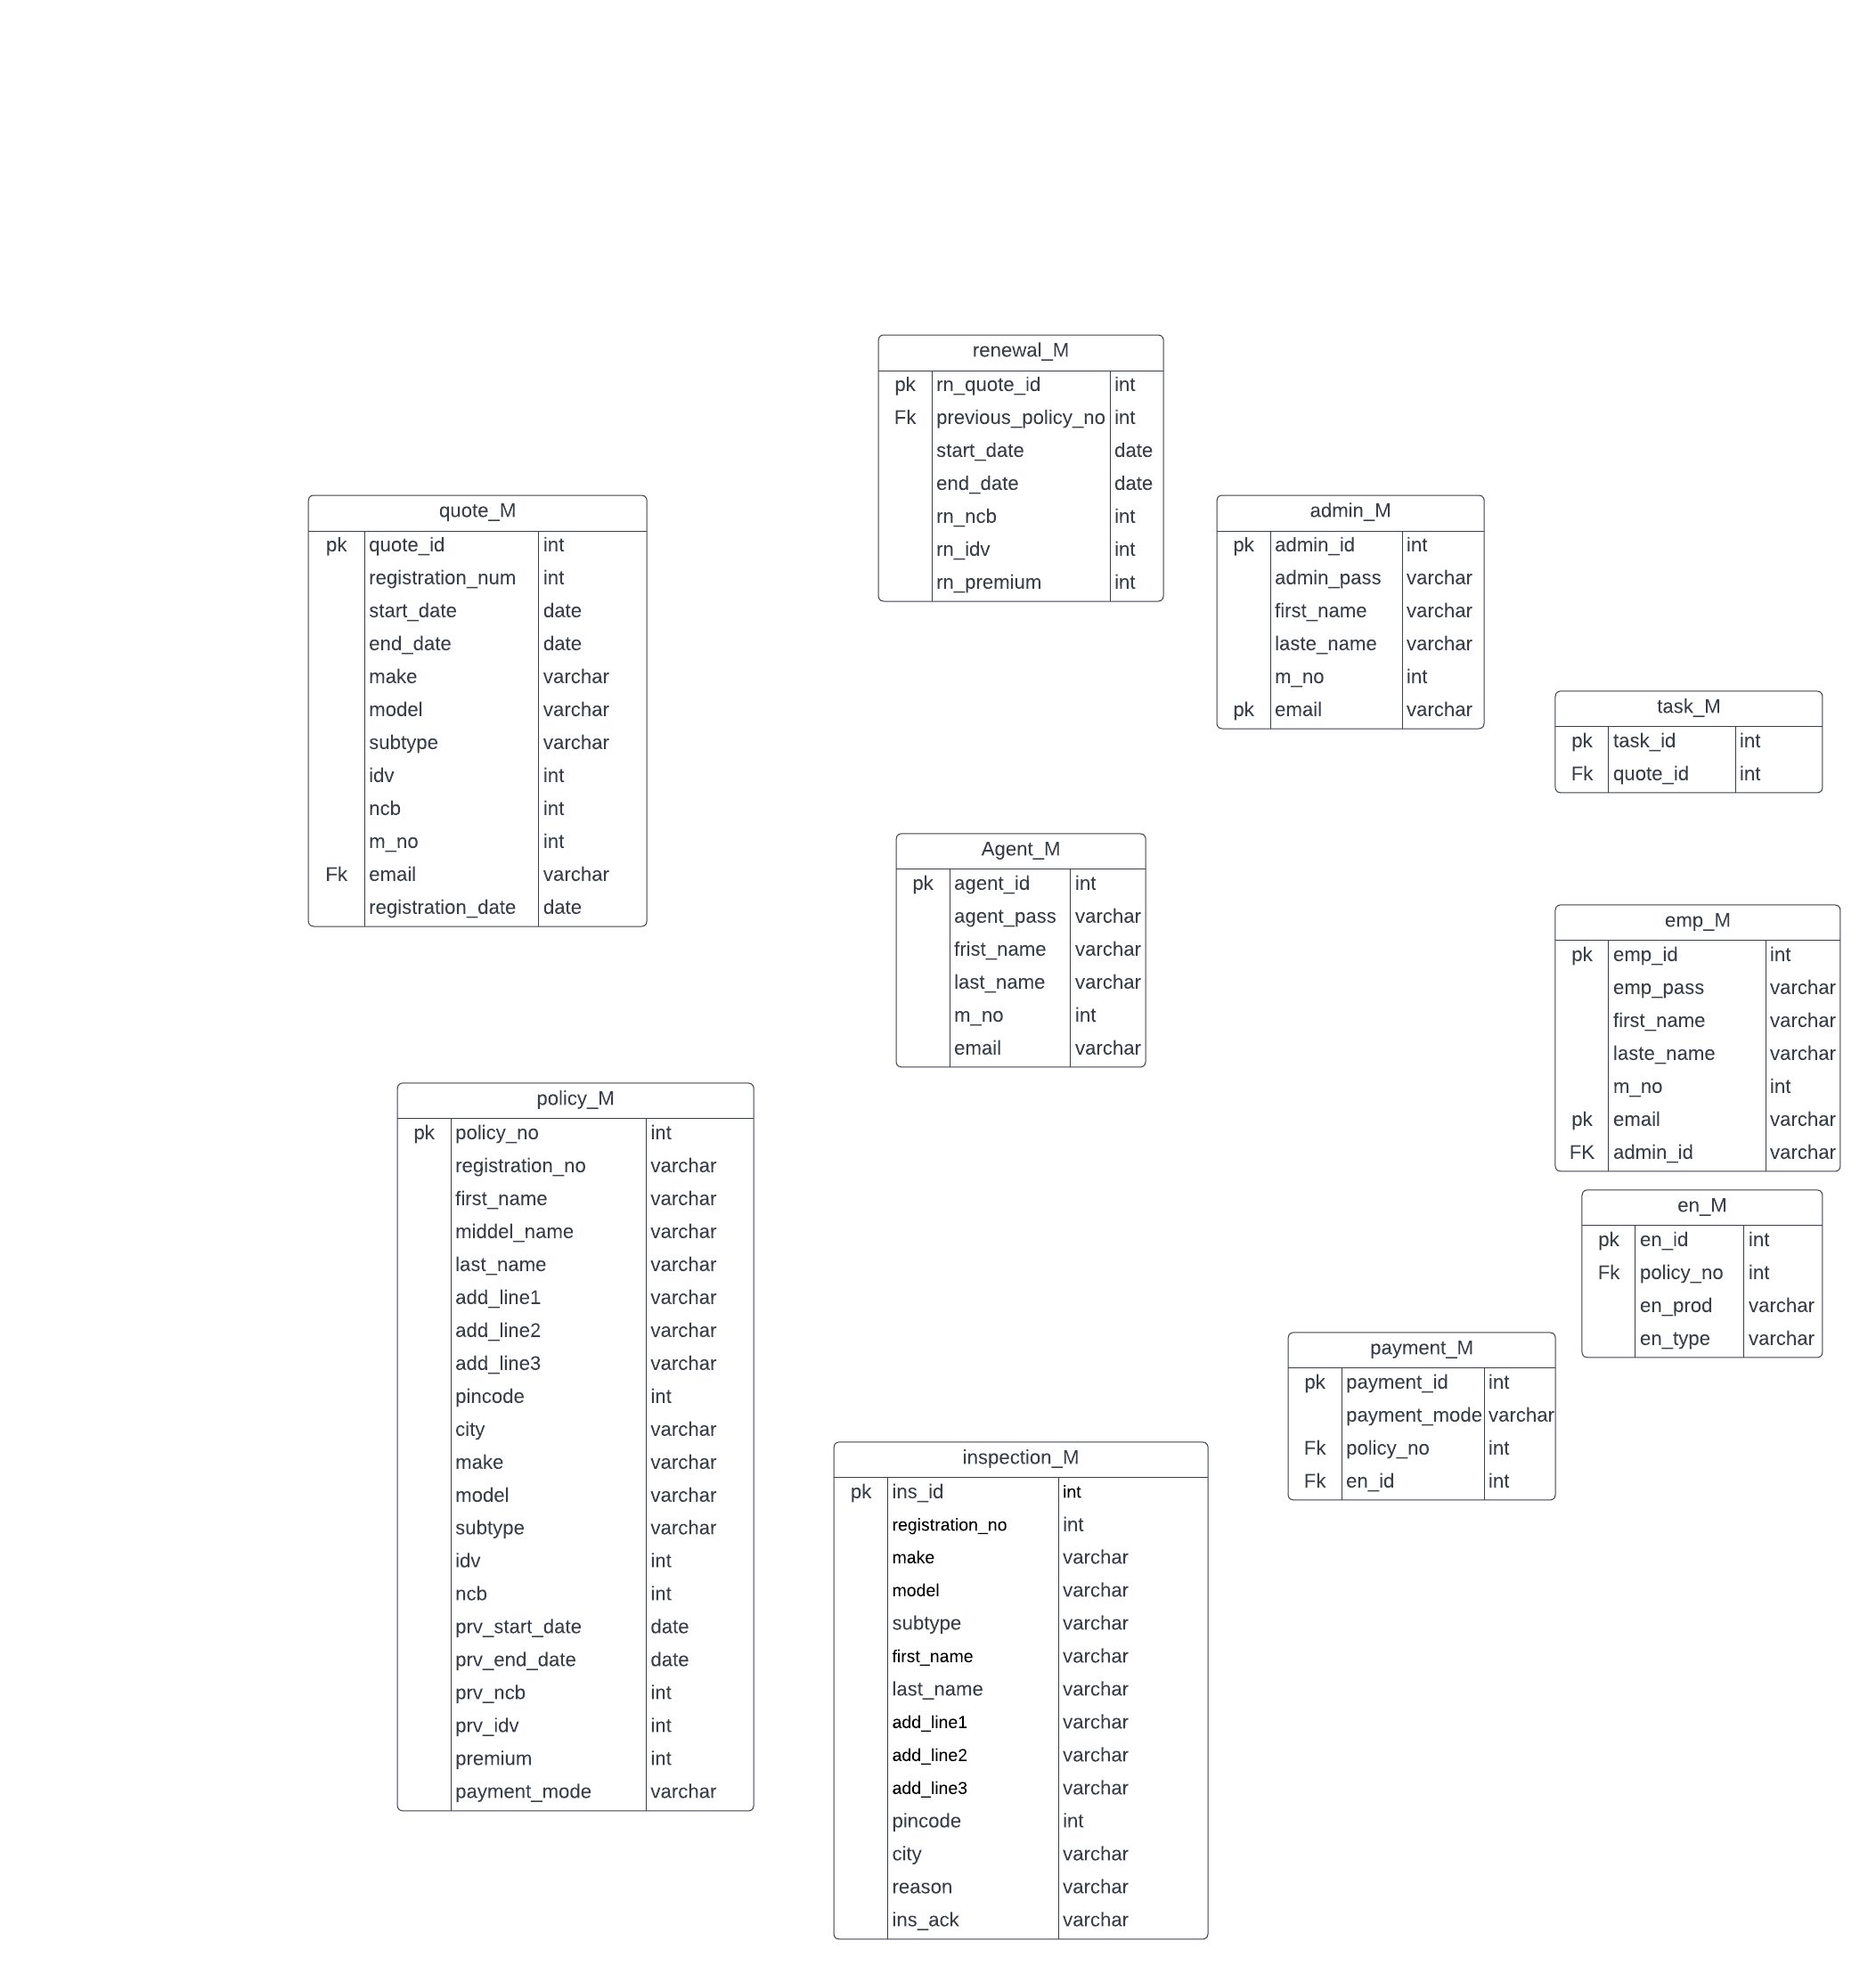 renewal_M
pk rn_quote_id int
Fk previous_policy_no int
start_date date
end_date date
rn_ncb int
rn_idv int
rn_premium int
quote_M
pk quote_id int
registration_num int
start_date date
end_date date
make varchar
model varchar
subtype varchar
idv int
ncb int
m_no int
Fk email varchar
registration_date date
admin_M
pk admin_id int
admin_pass varchar
first_name varchar
laste_name varchar
m_no int
pk email varchar
task_M
pk task_id int
Fk quote_id int
Agent_M
pk agent_id int
agent_pass varchar
frist_name varchar
last_name varchar
m_no int
email varchar
emp_M
pk emp_id int
emp_pass varchar
first_name varchar
laste_name varchar
m_no int
pk email varchar
FK admin_id varchar
policy_M
pk policy_no int
registration_no varchar
first_name varchar
middel_name varchar
last_name varchar
add_line1 varchar
add_line2 varchar
add_line3 varchar
pincode int
city varchar
make varchar
model varchar
subtype varchar
idv int
ncb int
prv_start_date date
prv_end_date date
prv_ncb int
prv_idv int
premium int
payment_mode varchar
en_M
pk en_id int
Fk policy_no int
en_prod varchar
en_type varchar
payment_M
pk payment_id int
payment_mode varchar
Fk policy_no int
Fk en_id int
inspection_M
pk ins_id int
registration_no int
make varchar
model varchar
subtype varchar
first_name varchar
last_name varchar
add_line1 varchar
add_line2 varchar
add_line3 varchar
pincode int
city varchar
reason varchar
ins_ack varchar